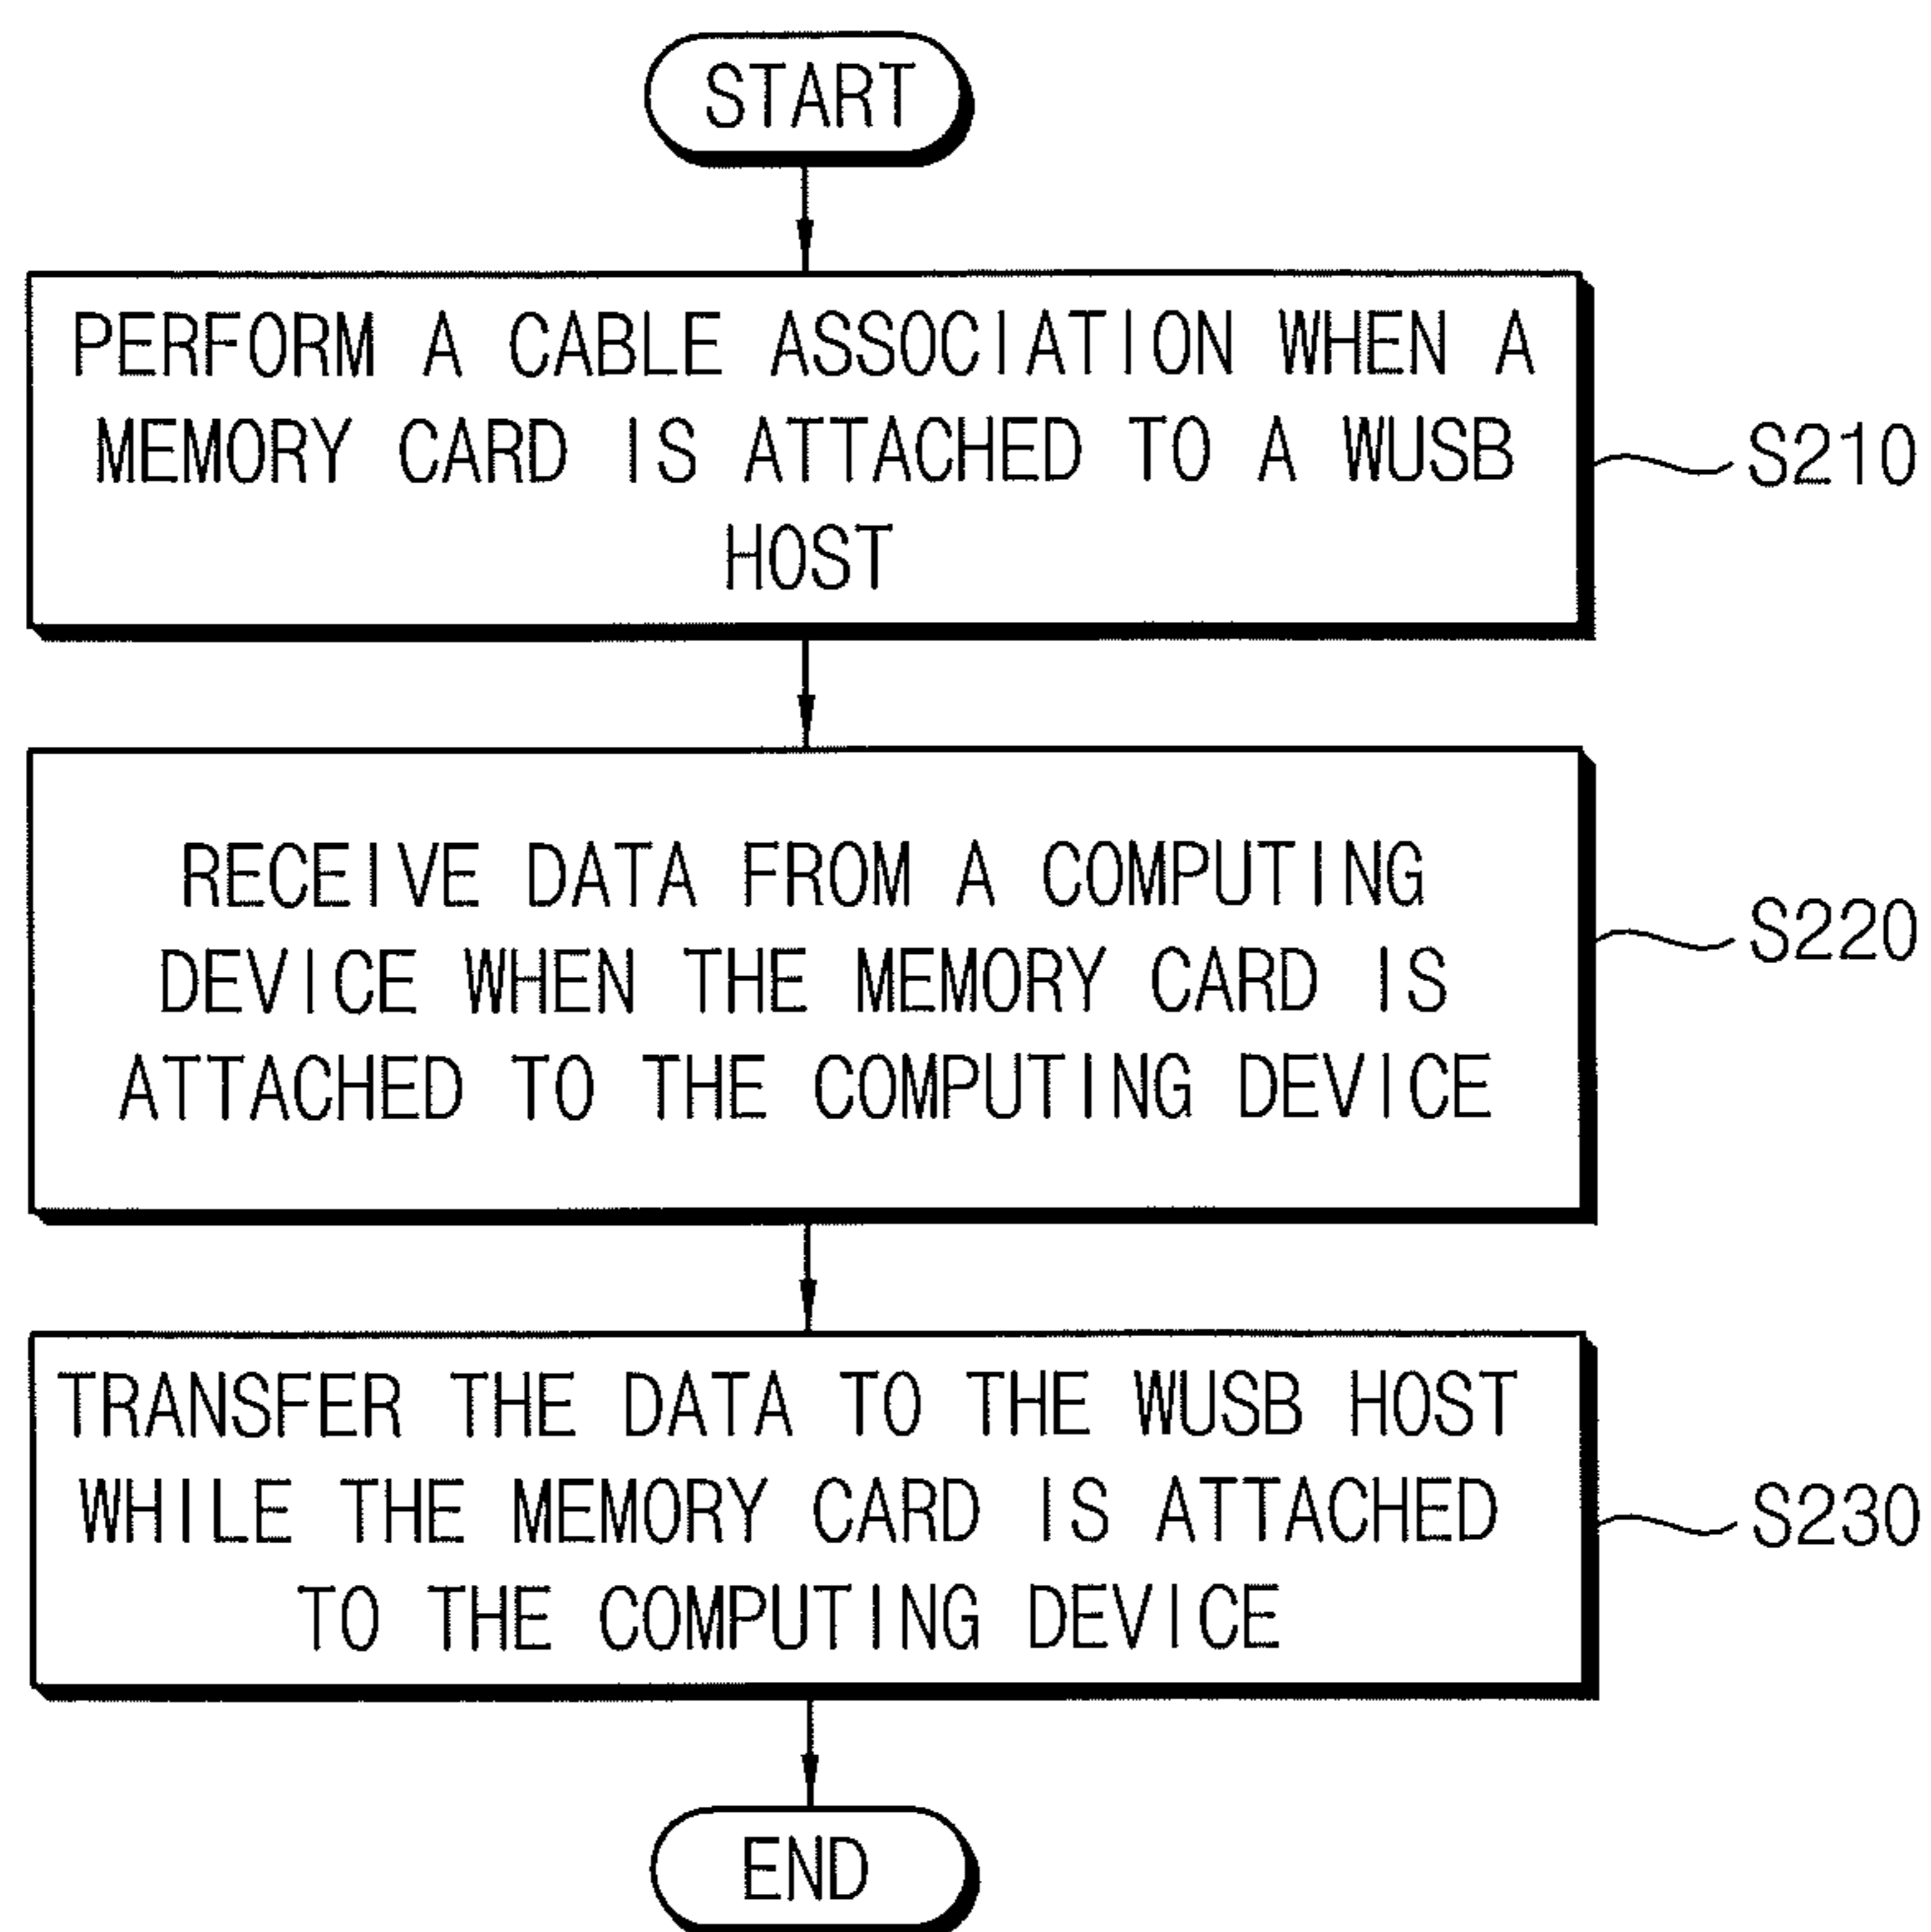 START
PERFORM A CABLE ASSOCIATION WHEN A
MEMORY CARD IS ATTACHED TO A WUSB
HOST
S210
RECEIVE DATA FROM A COMPUTING
DEVICE WHEN THE MEMORY CARD IS
ATTACHED TO THE COMPUTING DEVICE
S220
TRANSFER THE DATA TO THE WUSB HOST
WHILE THE MEMORY CARD IS ATTACHED
TO THE COMPUTING DEVICE
S230
END